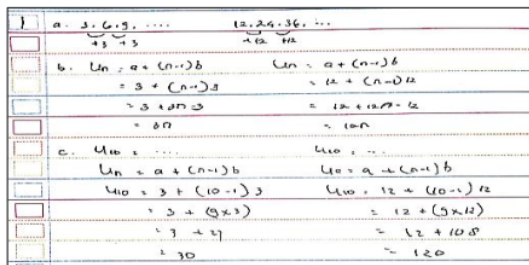 1 a. 3, 6, 9, .... 12, 24, 36, ...
+3 +3 +12 +12
b. Un = a + (n-1)b Un = a + (n-1)b
= 3 + (n-1)3 = 12 + (n-1)12
= 3 + 3n-3 = 12 + 12n-12
= 3n = 12n
c. U10 = .... U10 = ...
Un = a + (n-1)b Un = a + (n-1)b
U10 = 3 + (10-1)3 U10 = 12 + (10-1)12
= 3 + (9x3) = 12 + (9x12)
= 3 + 27 = 12 + 108
= 30 = 120